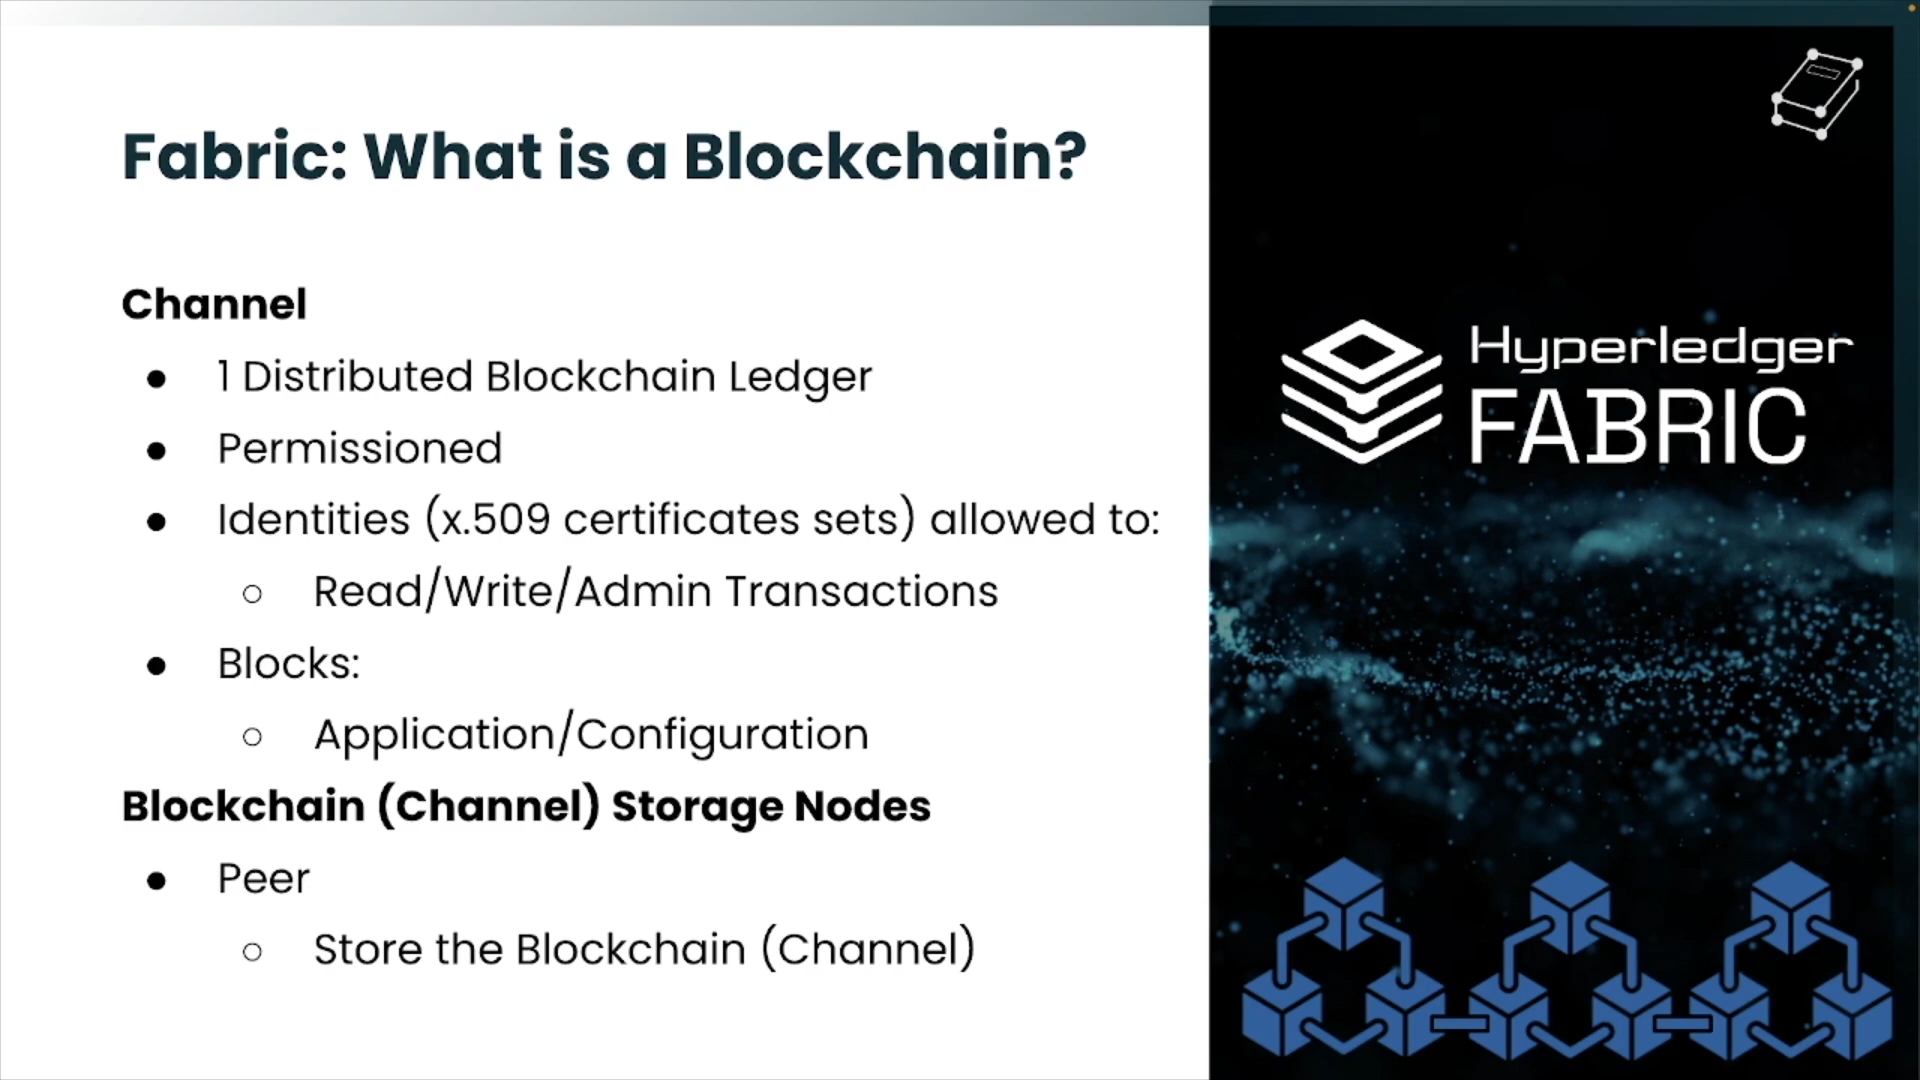 Fabric: What is a Blockchain?
Channel
● 1 Distributed Blockchain Ledger
● Permissioned
● Identities (x.509 certificates sets) allowed to:
○ Read/Write/Admin Transactions
● Blocks:
○ Application/Configuration
Blockchain (Channel) Storage Nodes
● Peer
○ Store the Blockchain (Channel)
Hyperledger
FABRIC